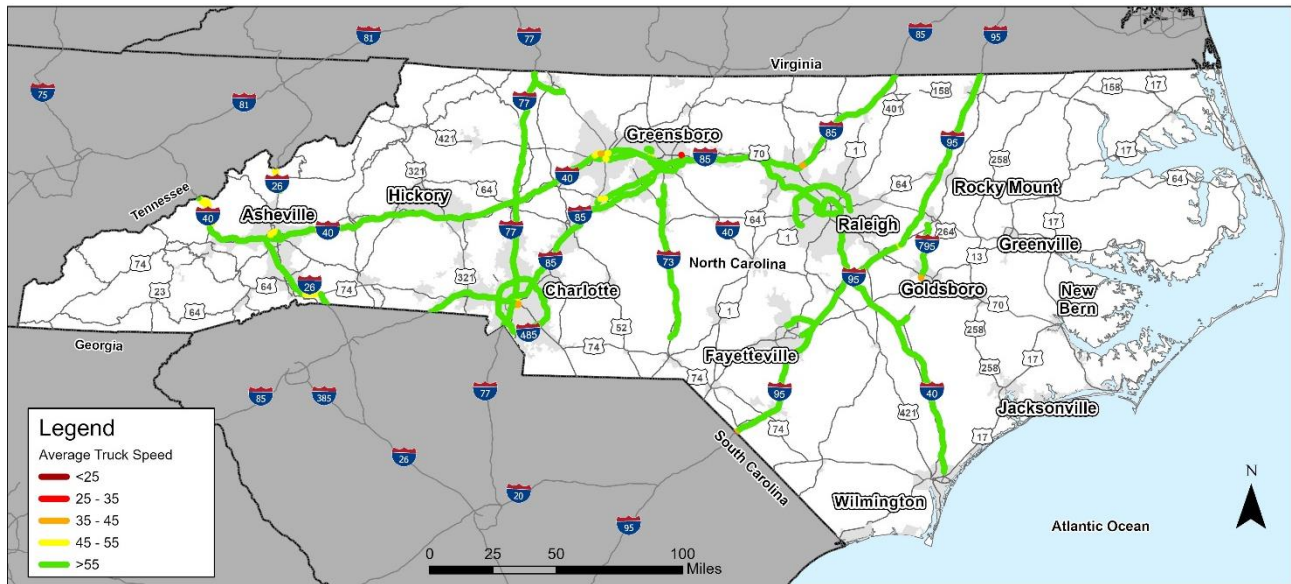 81
77
85
95
Virginia
75
81
77
401
158
158
17
421
Greensboro
85
95
258
17
26
321
Hickory
64
40
85
70
1
64
Rocky Mount
64
Tennessee
40
Asheville
40
85
77
64
40
1
Raleigh
795
264
17
Greenville
74
85
73
North Carolina
13
23
64
64
26
74
321
Charlotte
95
Goldsboro
70
New
Bern
485
52
1
258
Georgia
74
Fayetteville
74
258
17
85
385
77
95
421
40
Jacksonville
74
17
South Carolina
26
20
95
Wilmington
N
Atlantic Ocean
Legend
Average Truck Speed
<25
25 - 35
35 - 45
45 - 55
>55
0 25 50 100
Miles